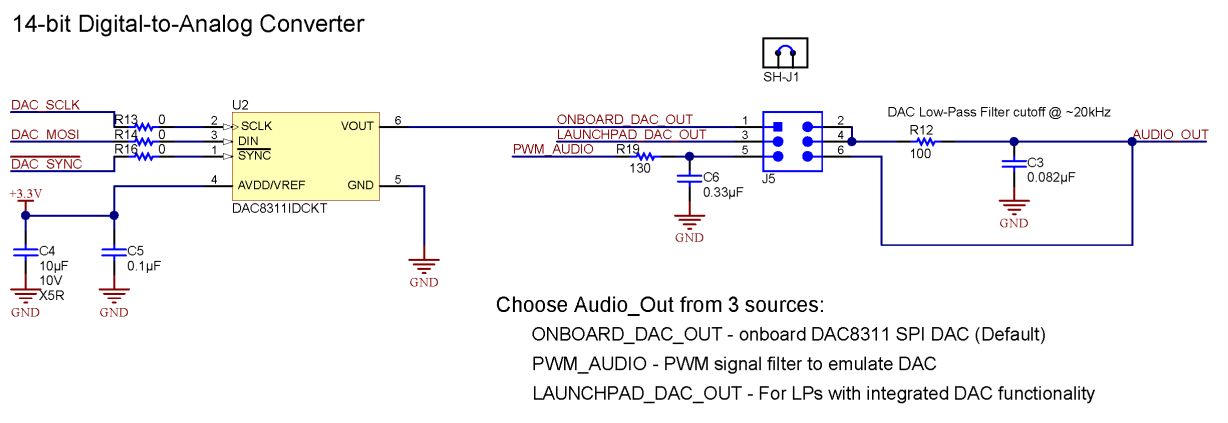 14-bit Digital-to-Analog Converter
SH-J1
DAC_SCLK
DAC_MOSI
DAC_SYNC
R13 0
R14 0
R16 0
U2
2 SCLK
3 DIN
1 SYNC
4 AVDD/VREF
VOUT 6
GND 5
DAC8311IDCKT
+3.3V
C4
10µF
10V
X5R
GND
C5
0.1µF
GND
GND
ONBOARD_DAC_OUT 1
LAUNCHPAD_DAC_OUT 3
PWM_AUDIO R19 5
130
C6
0.33µF
GND
2
4
6
J5
DAC Low-Pass Filter cutoff @ ~20kHz
R12
100
AUDIO_OUT
C3
0.082µF
GND
Choose Audio_Out from 3 sources:
ONBOARD_DAC_OUT - onboard DAC8311 SPI DAC (Default)
PWM_AUDIO - PWM signal filter to emulate DAC
LAUNCHPAD_DAC_OUT - For LPs with integrated DAC functionality